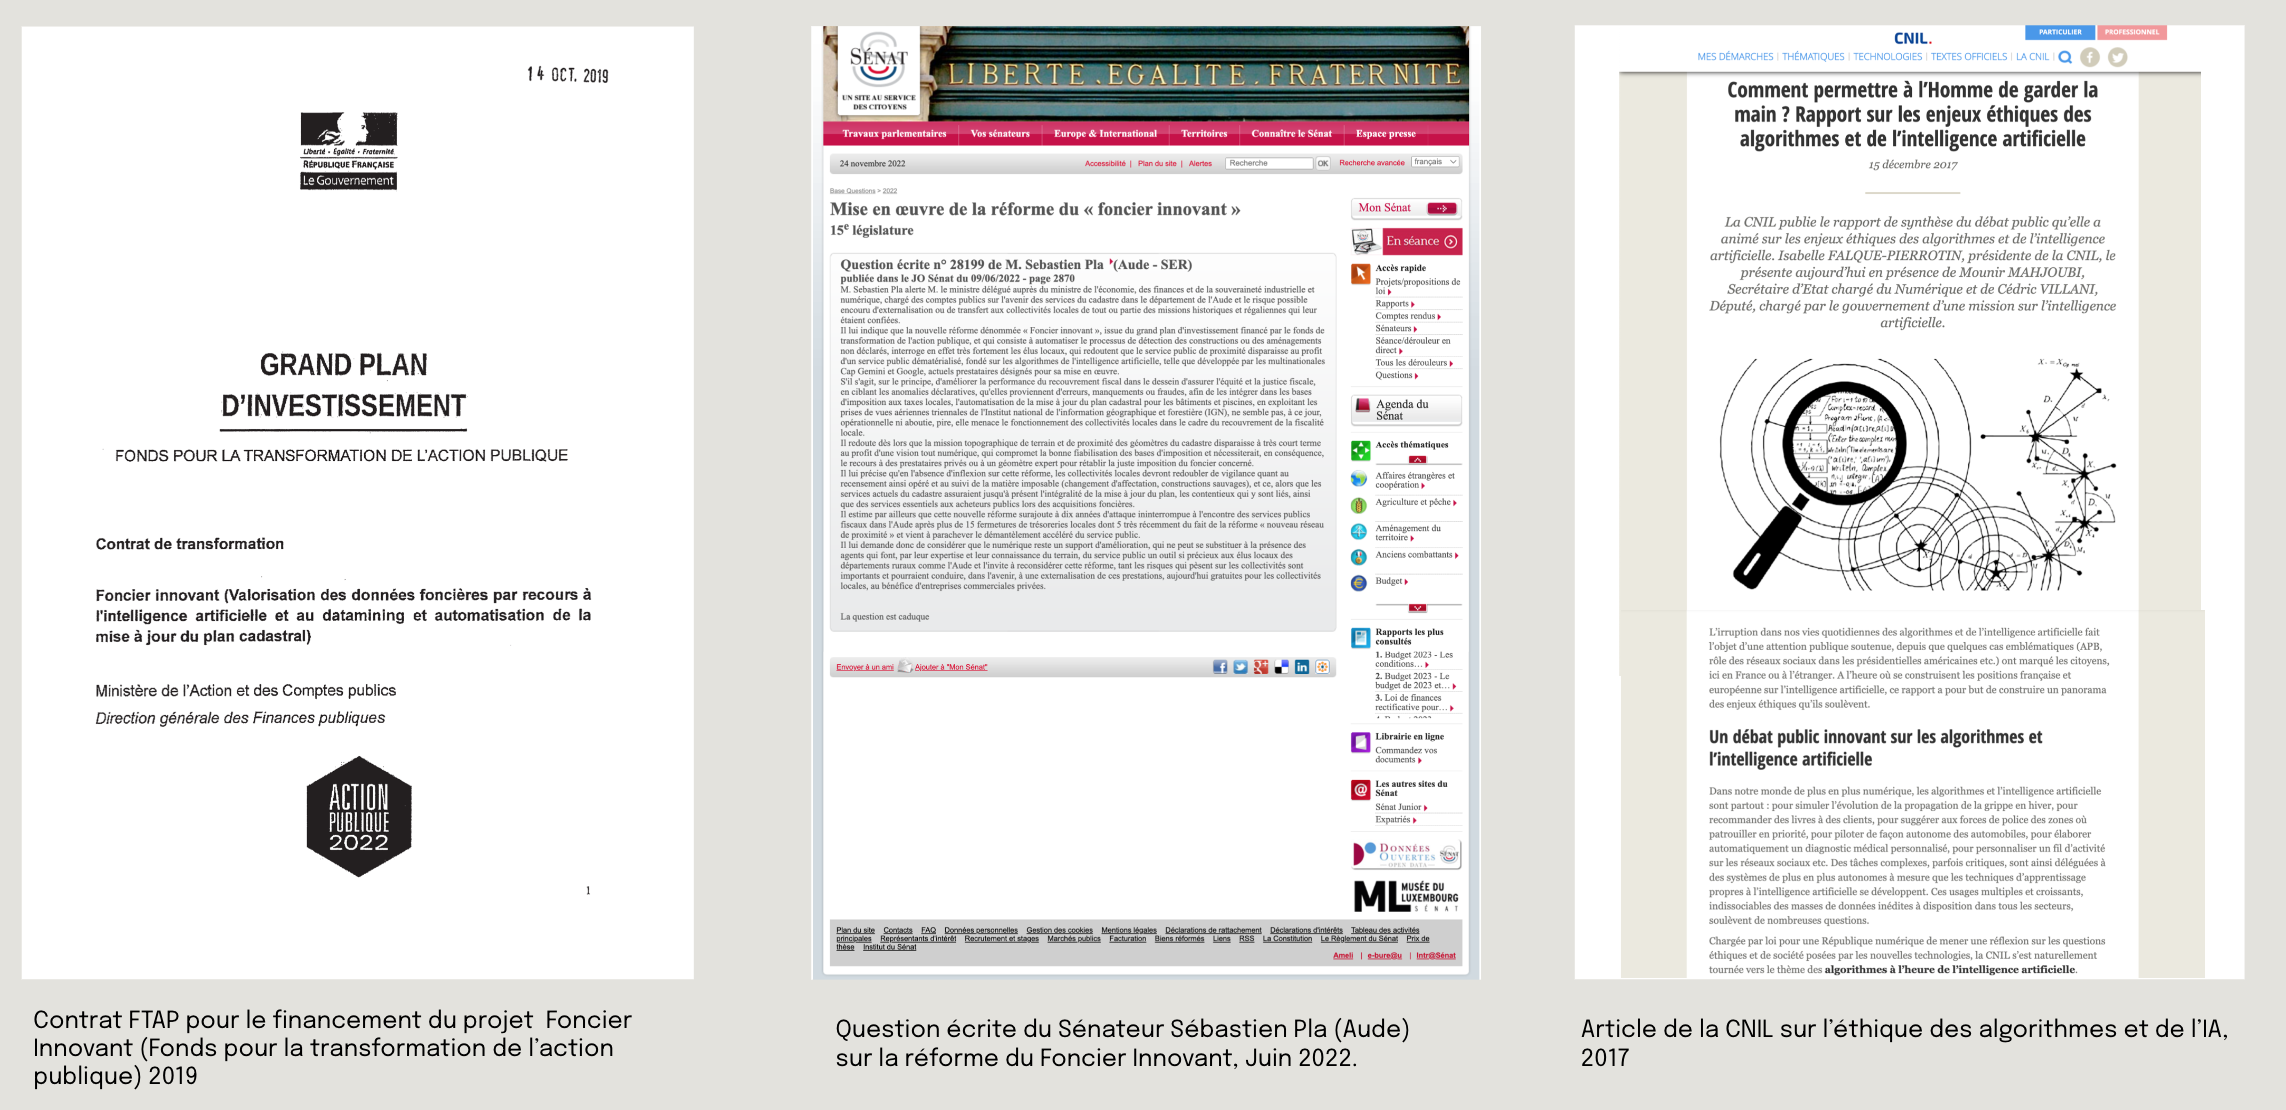 14 OCT. 2019
Liberté • Égalité • Fraternité
RÉPUBLIQUE FRANÇAISE
Le Gouvernement
GRAND PLAN
D'INVESTISSEMENT
FONDS POUR LA TRANSFORMATION DE L'ACTION PUBLIQUE
Contrat de transformation
Foncier innovant (Valorisation des données foncières par recours à
l'intelligence artificielle et au datamining et automatisation de la
mise à jour du plan cadastral)
Ministère de l'Action et des Comptes publics
Direction générale des Finances publiques
ACTION
PUBLIQUE
2022
1
Contrat FTAP pour le financement du projet Foncier
Innovant (Fonds pour la transformation de l'action
publique) 2019
SÉNAT
UN SITE AU SERVICE
DES CITOYENS
LIBERTE . EGALITE . FRATERNITE
Travaux parlementaires
Vos sénateurs
Europe & International
Territoires
Connaître le Sénat
Espace presse
24 novembre 2022
Accessibilité | Plan du site | Alertes
Recherche
OK
Recherche avancée
français
Base Questions > 2022
Mise en œuvre de la réforme du « foncier innovant »
15e législature
Question écrite n° 28199 de M. Sebastien Pla (Aude - SER)
publiée dans le JO Sénat du 09/06/2022 - page 2870
M. Sebastien Pla alerte M. le ministre délégué auprès du ministre de l'économie, des finances et de la souveraineté industrielle et
numérique, chargé des comptes publics sur l'avenir des services du cadastre dans le département de l'Aude et le risque possible
encouru d'externalisation ou de transfert aux collectivités locales de tout ou partie des missions historiques et régaliennes qui leur
étaient confiées.
Il lui indique que la nouvelle réforme dénommée « Foncier innovant », issue du grand plan d'investissement financé par le fonds de
transformation de l'action publique, et qui consiste à automatiser le processus de détection des constructions ou des aménagements
non déclarés, interroge en effet très fortement les élus locaux, qui redoutent que le service public de proximité disparaisse au profit
d'un service public dématérialisé, fondé sur les algorithmes de l'intelligence artificielle, telle que développée par les multinationales
Cap Gemini et Google, actuels prestataires désignés pour sa mise en œuvre.
S'il s'agit, sur le principe, d'améliorer la performance du recouvrement fiscal dans le dessein d'assurer l'équité et la justice fiscale,
en ciblant les anomalies déclaratives, qu'elles proviennent d'erreurs, manquements ou fraudes, afin de les intégrer dans les bases
d'imposition aux taxes locales, l'automatisation de la mise à jour du plan cadastral pour les bâtiments et piscines, en exploitant les
prises de vues aériennes triennales de l'Institut national de l'information géographique et forestière (IGN), ne semble pas, à ce jour,
opérationnelle ni aboutie, pire, elle menace le fonctionnement des collectivités locales dans le cadre du recouvrement de la fiscalité
locale.
Il redoute dès lors que la mission topographique de terrain et de proximité des géomètres du cadastre disparaisse à très court terme
au profit d'une vision tout numérique, qui compromet la bonne fiabilisation des bases d'imposition et nécessiterait, en conséquence,
le recours à des prestataires privés ou à un géomètre expert pour rétablir la juste imposition du foncier concerné.
Il lui précise qu'en l'absence d'inflexion sur cette réforme, les collectivités locales devront redoubler de vigilance quant au
recensement ainsi opéré et au suivi de la matière imposable (changement d'affectation, constructions sauvages), et ce, alors que les
services actuels du cadastre assuraient jusqu'à présent l'intégralité de la mise à jour du plan, les contentieux qui y sont liés, ainsi
que des services essentiels aux acheteurs publics lors des acquisitions foncières.
Il estime par ailleurs que cette nouvelle réforme surajoute à dix années d'attaque ininterrompue à l'encontre des services publics
fiscaux dans l'Aude après plus de 15 fermetures de trésoreries locales dont 5 très récemment du fait de la réforme « nouveau réseau
de proximité » et vient à parachever le démantèlement accéléré du service public.
Il lui demande donc de considérer que le numérique reste un support d'amélioration, qui ne peut se substituer à la présence des
agents qui font, par leur expertise et leur connaissance du terrain, du service public un outil si précieux aux élus locaux des
départements ruraux comme l'Aude et l'invite à reconsidérer cette réforme, tant les risques qui pèsent sur les collectivités sont
importants et pourraient conduire, dans l'avenir, à une externalisation de ces prestations, aujourd'hui gratuites pour les collectivités
locales, au bénéfice d'entreprises commerciales privées.
La question est caduque
Envoyer à un ami
Ajouter à "Mon Sénat"
Mon Sénat
En séance
Accès rapide
Projets/propositions de
loi
Rapports
Comptes rendus
Sénateurs
Séance/dérouleur en
direct
Tous les dérouleurs
Questions
Agenda du
Sénat
Accès thématiques
Affaires étrangères et
coopération
Agriculture et pêche
Aménagement du
territoire
Anciens combattants
Budget
Rapports les plus
consultés
1. Budget 2023 - Les
conditions...
2. Budget 2023 - Le
budget de 2023 et...
3. Loi de finances
rectificative pour...
Librairie en ligne
Commandez vos
documents
Les autres sites du
Sénat
Sénat Junior
Expatriés
DONNÉES
OUVERTES
OPEN DATA
SÉNAT
ML MUSÉE DU
LUXEMBOURG
SÉNAT
Plan du site Contacts FAQ Données personnelles Gestion des cookies Mentions légales Déclarations de rattachement Déclarations d'intérêts Tableau des activités
principales Représentants d'intérêt Recrutement et stages Marchés publics Facturation Biens réformés Liens RSS La Constitution Le Règlement du Sénat Prix de
thèse Institut du Sénat
Ameli | e-bure@u | Intr@Sénat
Question écrite du Sénateur Sébastien Pla (Aude)
sur la réforme du Foncier Innovant, Juin 2022.
PARTICULIER
PROFESSIONNEL
CNIL.
MES DÉMARCHES | THÉMATIQUES | TECHNOLOGIES | TEXTES OFFICIELS | LA CNIL |
Comment permettre à l'Homme de garder la
main ? Rapport sur les enjeux éthiques des
algorithmes et de l'intelligence artificielle
15 décembre 2017
La CNIL publie le rapport de synthèse du débat public qu'elle a
animé sur les enjeux éthiques des algorithmes et de l'intelligence
artificielle. Isabelle FALQUE-PIERROTIN, présidente de la CNIL, le
présente aujourd'hui en présence de Mounir MAHJOUBI,
Secrétaire d'Etat chargé du Numérique et de Cédric VILLANI,
Député, chargé par le gouvernement d'une mission sur l'intelligence
artificielle.
L'irruption dans nos vies quotidiennes des algorithmes et de l'intelligence artificielle fait
l'objet d'une attention publique soutenue, depuis que quelques cas emblématiques (APB,
rôle des réseaux sociaux dans les présidentielles américaines etc.) ont marqué les citoyens,
ici en France ou à l'étranger. A l'heure où se construisent les positions française et
européenne sur l'intelligence artificielle, ce rapport a pour but de construire un panorama
des enjeux éthiques qu'ils soulèvent.
Un débat public innovant sur les algorithmes et
l'intelligence artificielle
Dans notre monde de plus en plus numérique, les algorithmes et l'intelligence artificielle
sont partout : pour simuler l'évolution de la propagation de la grippe en hiver, pour
recommander des livres à des clients, pour suggérer aux forces de police des zones où
patrouiller en priorité, pour piloter de façon autonome des automobiles, pour élaborer
automatiquement un diagnostic médical personnalisé, pour personnaliser un fil d'activité
sur les réseaux sociaux etc. Des tâches complexes, parfois critiques, sont ainsi déléguées à
des systèmes de plus en plus autonomes à mesure que les techniques d'apprentissage
propres à l'intelligence artificielle se développent. Ces usages multiples et croissants,
indissociables des masses de données inédites à disposition dans tous les secteurs,
soulèvent de nombreuses questions.
Chargée par loi pour une République numérique de mener une réflexion sur les questions
éthiques et de société posées par les nouvelles technologies, la CNIL s'est naturellement
tournée vers le thème des algorithmes à l'heure de l'intelligence artificielle.
Article de la CNIL sur l'éthique des algorithmes et de l'IA,
2017